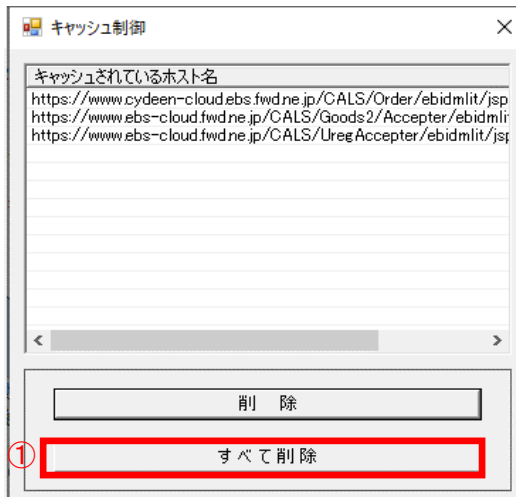 キャッシュ制御
キャッシュされているホスト名
https://www.cydeen-cloud.ebs.fwd.ne.jp/CALS/Order/ebidmlit/jsp
https://www.ebs-cloud.fwd.ne.jp/CALS/Goods2/Accepter/ebidmli
https://www.ebs-cloud.fwd.ne.jp/CALS/UregAccepter/ebidmlit/jsp
削 除
① すべて削除